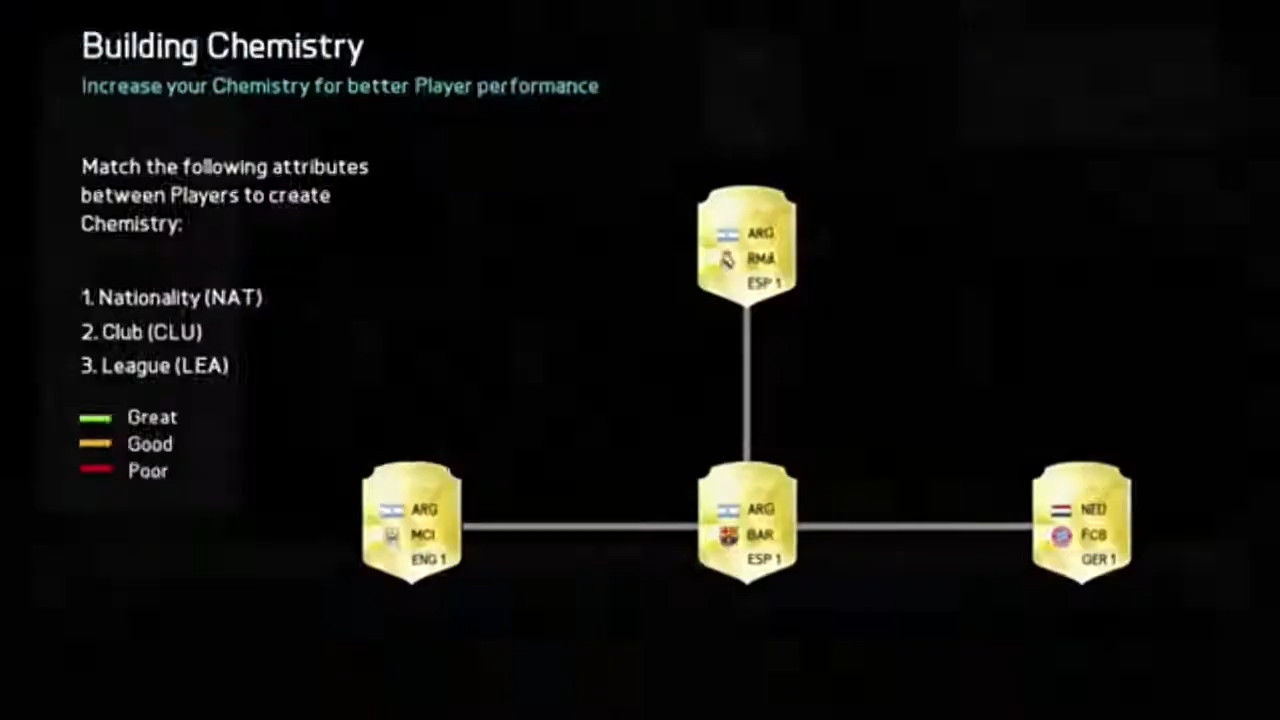 Building Chemistry
Increase your Chemistry for better Player performance
Match the following attributes
between Players to create
Chemistry:
1. Nationality (NAT)
2. Club (CLU)
3. League (LEA)
Great
Good
Poor
ARG
RMA
ESP 1
ARG
MCI
ENG 1
ARG
BAR
ESP 1
NED
FCB
GER 1